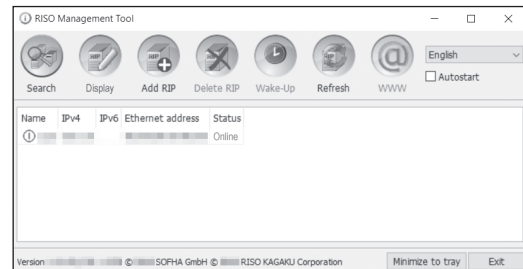 RISO Management Tool
English
Autostart
Search Display Add RIP Delete RIP Wake-Up Refresh WWW
Name IPv4 IPv6 Ethernet address Status
Online
Version © SOFHA GmbH © RISO KAGAKU Corporation Minimize to tray Exit